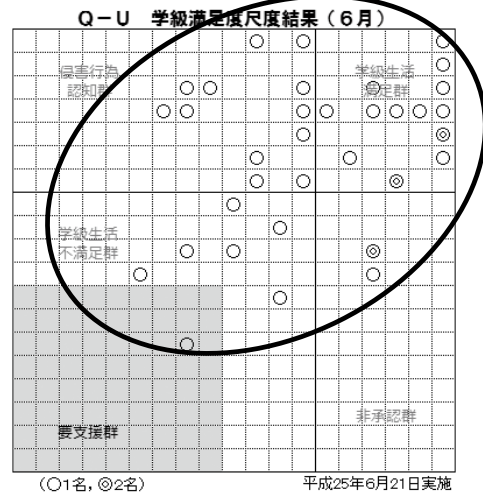 Q－U　学級満足度尺度結果（６月）
侵害行為
認知群
学級生活
満足群
学級生活
不満足群
要支援群
非承認群
（○1名，◎2名）
平成25年6月21日実施